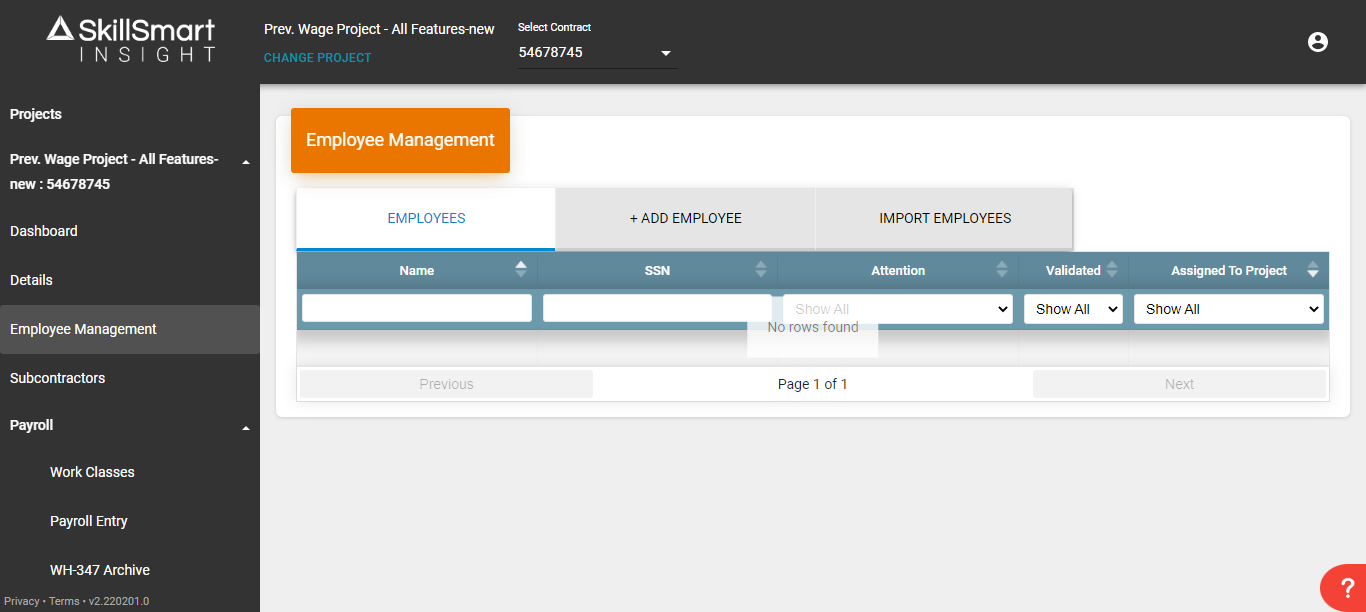 SkillSmart
INSIGHT
Prev. Wage Project - All Features-new
CHANGE PROJECT
Select Contract
54678745
Projects
Prev. Wage Project - All Features-
new : 54678745
Dashboard
Details
Employee Management
Subcontractors
Payroll
Work Classes
Payroll Entry
WH-347 Archive
Privacy • Terms • v2.220201.0
Employee Management
EMPLOYEES
+ ADD EMPLOYEE
IMPORT EMPLOYEES
Name
SSN
Attention
Validated
Assigned To Project
Show All
Show All
Show All
No rows found
Previous
Page 1 of 1
Next
?